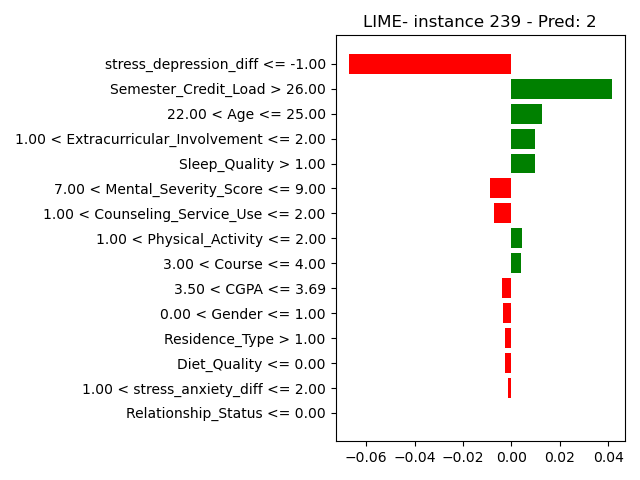 LIME- instance 239 - Pred: 2
stress_depression_diff <= -1.00
Semester_Credit_Load > 26.00
22.00 < Age <= 25.00
1.00 < Extracurricular_Involvement <= 2.00
Sleep_Quality > 1.00
7.00 < Mental_Severity_Score <= 9.00
1.00 < Counseling_Service_Use <= 2.00
1.00 < Physical_Activity <= 2.00
3.00 < Course <= 4.00
3.50 < CGPA <= 3.69
0.00 < Gender <= 1.00
Residence_Type > 1.00
Diet_Quality <= 0.00
1.00 < stress_anxiety_diff <= 2.00
Relationship_Status <= 0.00
−0.06 −0.04 −0.02 0.00 0.02 0.04